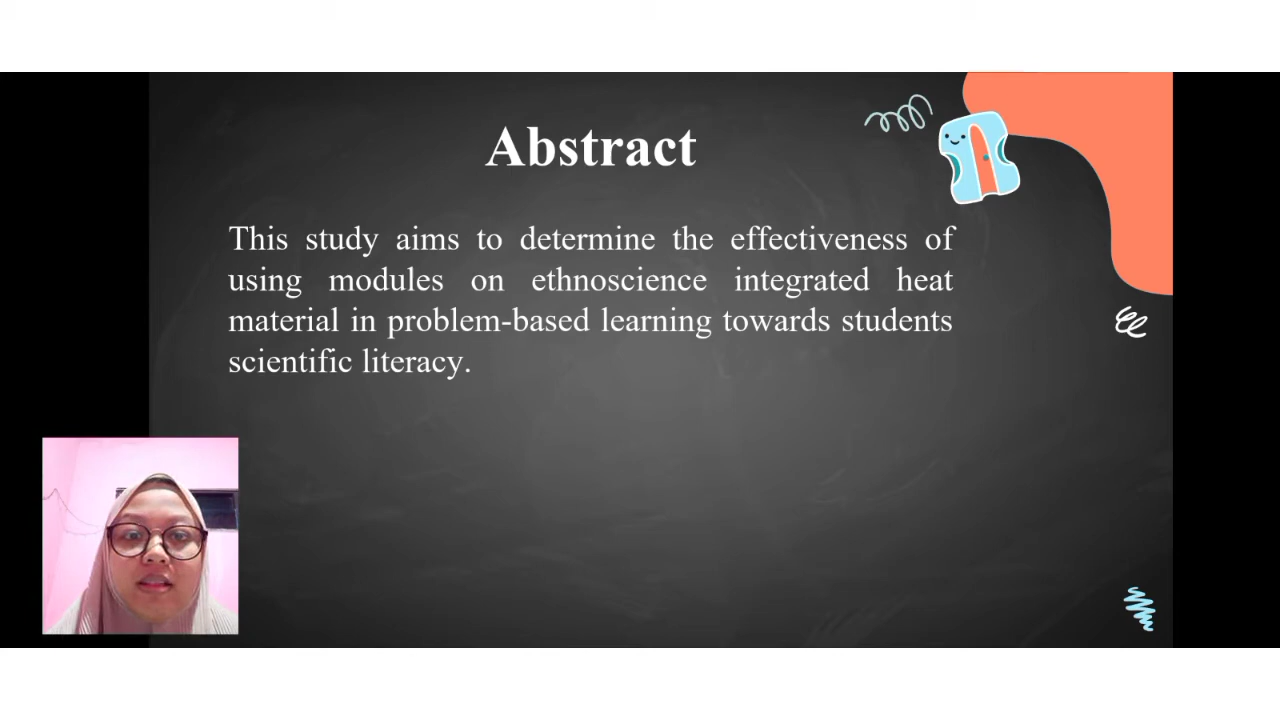 Abstract
This study aims to determine the effectiveness of
using modules on ethnoscience integrated heat
material in problem-based learning towards students
scientific literacy.